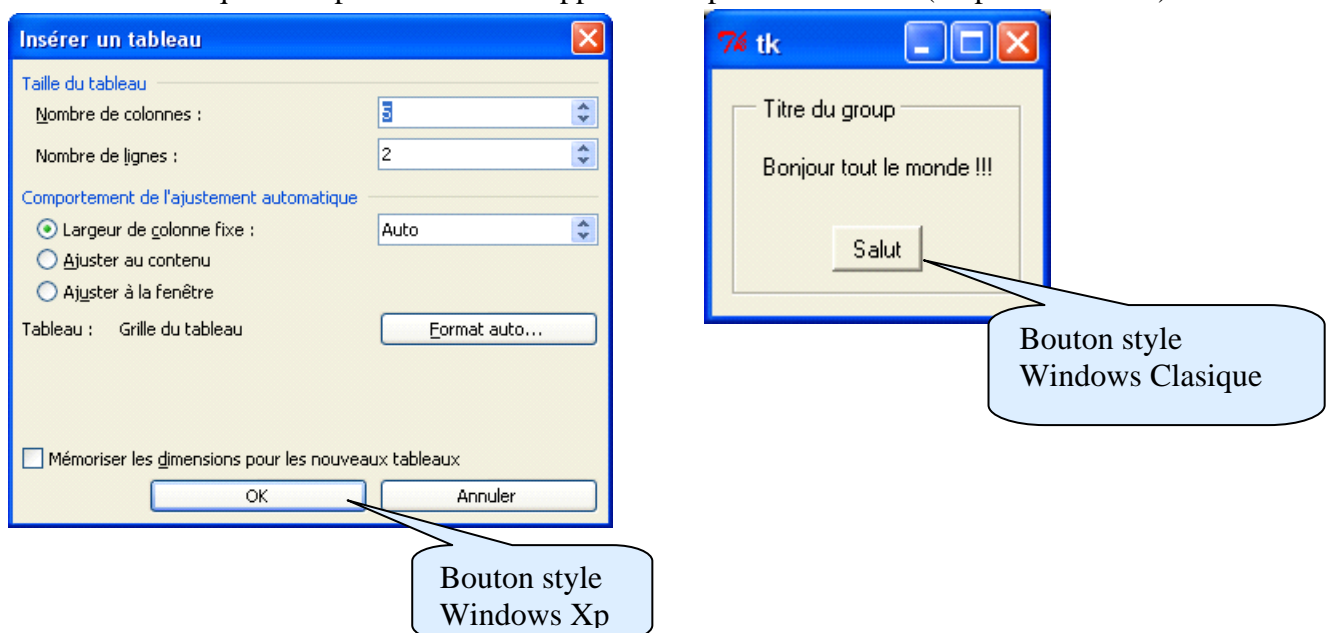 Insérer un tableau
Taille du tableau
Nombre de colonnes :
5
Nombre de lignes :
2
Comportement de l'ajustement automatique
Largeur de colonne fixe :
Auto
Ajuster au contenu
Ajuster à la fenêtre
Tableau :
Grille du tableau
Format auto...
Mémoriser les dimensions pour les nouveaux tableaux
OK
Annuler
Bouton style
Windows Xp
tk
Titre du group
Bonjour tout le monde !!!
Salut
Bouton style
Windows Clasique